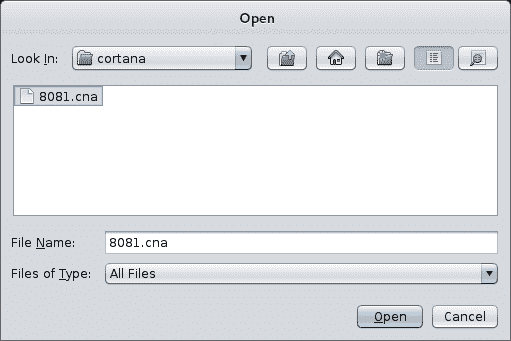 Open
Look In: cortana
8081.cna
File Name: 8081.cna
Files of Type: All Files
Open Cancel